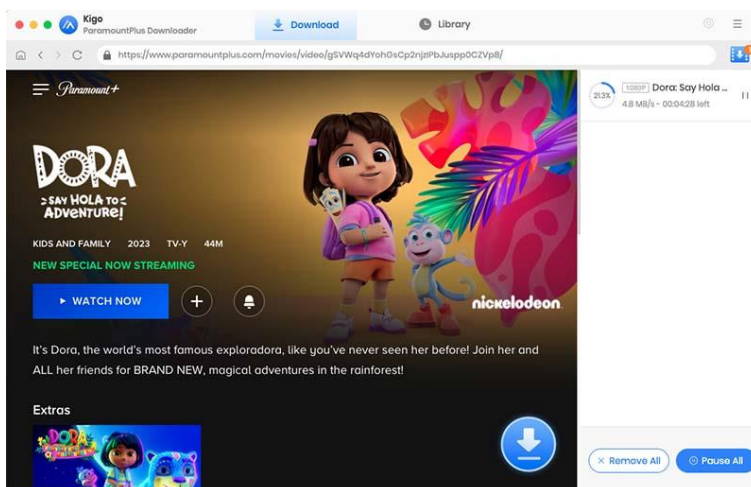 Kigo
ParamountPlus Downloader
Download
Library
https://www.paramountplus.com/movies/video/gSVWq4dYohGsCp2njzIPbJuspp0CZVp8/
Paramount+
DORA
SAY HOLA TO
ADVENTURE!
KIDS AND FAMILY 2023 TV-Y 44M
NEW SPECIAL NOW STREAMING
WATCH NOW
nickelodeon
It's Dora, the world's most famous exploradora, like you've never seen her before! Join her and
ALL her friends for BRAND NEW, magical adventures in the rainforest!
Extras
DORA
21.3%
1080P Dora: Say Hola ...
4.8 MB/s - 00:04:28 left
Remove All
Pause All